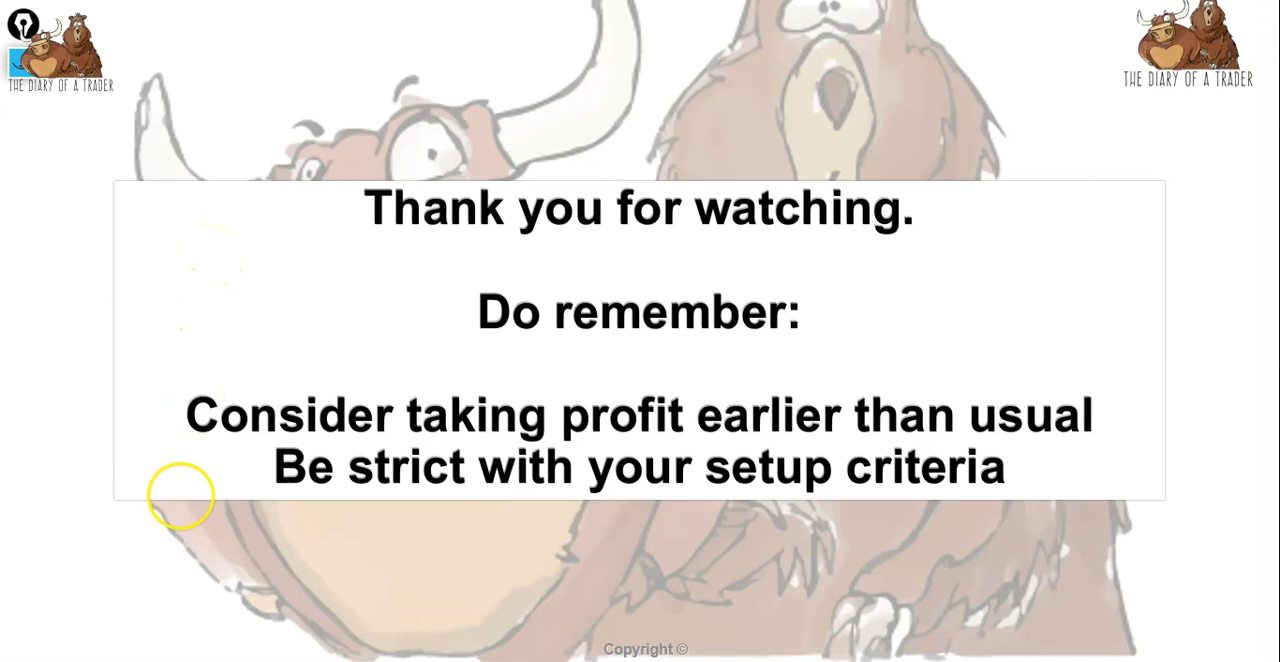 THE DIARY OF A TRADER
THE DIARY OF A TRADER
Thank you for watching.
Do remember:
Consider taking profit earlier than usual
Be strict with your setup criteria
Copyright ©